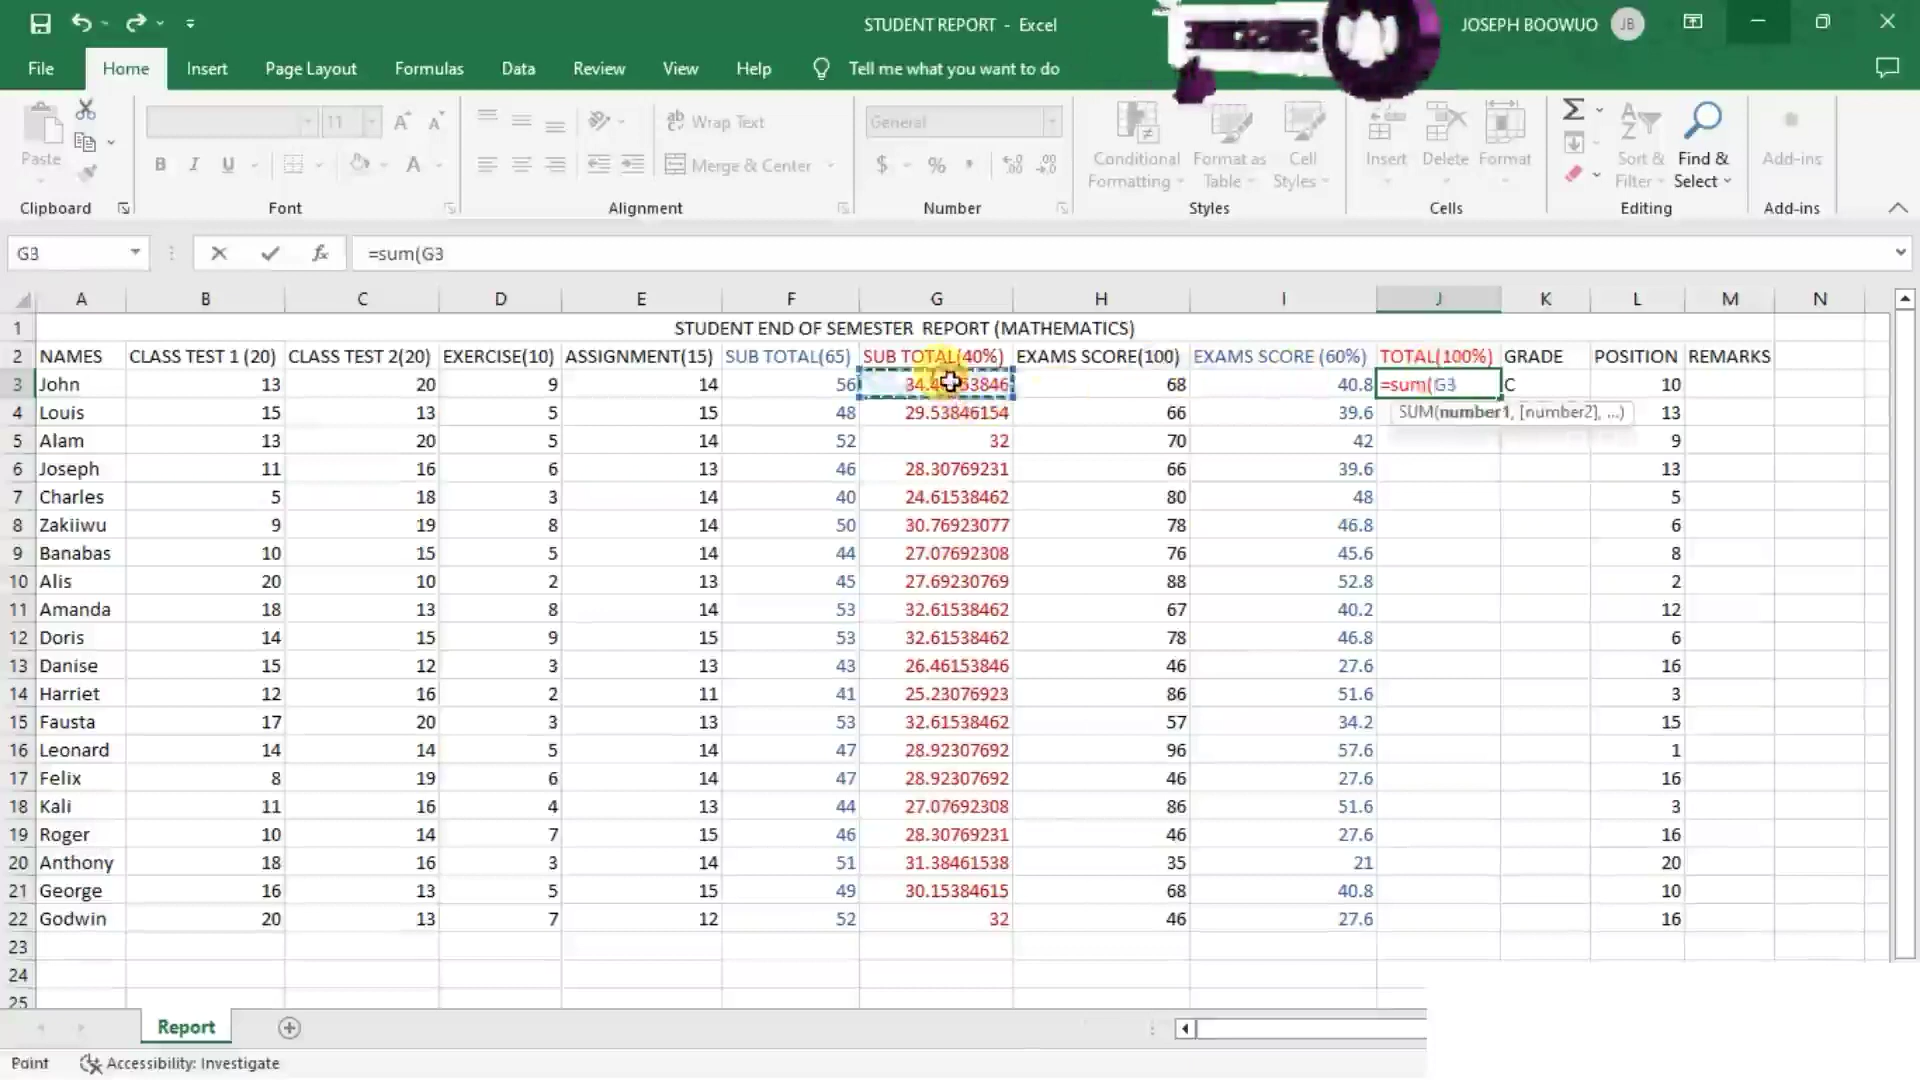 STUDENT REPORT - Excel
JOSEPH BOOWUO JB
File Home Insert Page Layout Formulas Data Review View Help Tell me what you want to do
11 Wrap Text General
Paste Conditional Format as Cell Insert Delete Format Sort & Find & Add-ins
B I U Merge & Center $ % Formatting Table Styles Filter Select
Clipboard Font Alignment Number Styles Cells Editing Add-ins
G3 fx =sum(G3
A B C D E F G H I J K L M N
1 STUDENT END OF SEMESTER REPORT (MATHEMATICS)
2 NAMES CLASS TEST 1 (20) CLASS TEST 2(20) EXERCISE(10) ASSIGNMENT(15) SUB TOTAL(65) SUB TOTAL(40%) EXAMS SCORE(100) EXAMS SCORE (60%) TOTAL(100%) GRADE POSITION REMARKS
3 John 13 20 9 14 56 68 40.8 =sum(G3 C 10
4 Louis 15 13 5 15 48 29.53846154 66 39.6 SUM(number1, [number2], ...) 13
5 Alam 13 20 5 14 52 32 70 42 9
6 Joseph 11 16 6 13 46 28.30769231 66 39.6 13
7 Charles 5 18 3 14 40 24.61538462 80 48 5
8 Zakiiwu 9 19 8 14 50 30.76923077 78 46.8 6
9 Banabas 10 15 5 14 44 27.07692308 76 45.6 8
10 Alis 20 10 2 13 45 27.69230769 88 52.8 2
11 Amanda 18 13 8 14 53 32.61538462 67 40.2 12
12 Doris 14 15 9 15 53 32.61538462 78 46.8 6
13 Danise 15 12 3 13 43 26.46153846 46 27.6 16
14 Harriet 12 16 2 11 41 25.23076923 86 51.6 3
15 Fausta 17 20 3 13 53 32.61538462 57 34.2 15
16 Leonard 14 14 5 14 47 28.92307692 96 57.6 1
17 Felix 8 19 6 14 47 28.92307692 46 27.6 16
18 Kali 11 16 4 13 44 27.07692308 86 51.6 3
19 Roger 10 14 7 15 46 28.30769231 46 27.6 16
20 Anthony 18 16 3 14 51 31.38461538 35 21 20
21 George 16 13 5 15 49 30.15384615 68 40.8 10
22 Godwin 20 13 7 12 52 32 46 27.6 16
23
24
25
Report
Point Accessibility: Investigate